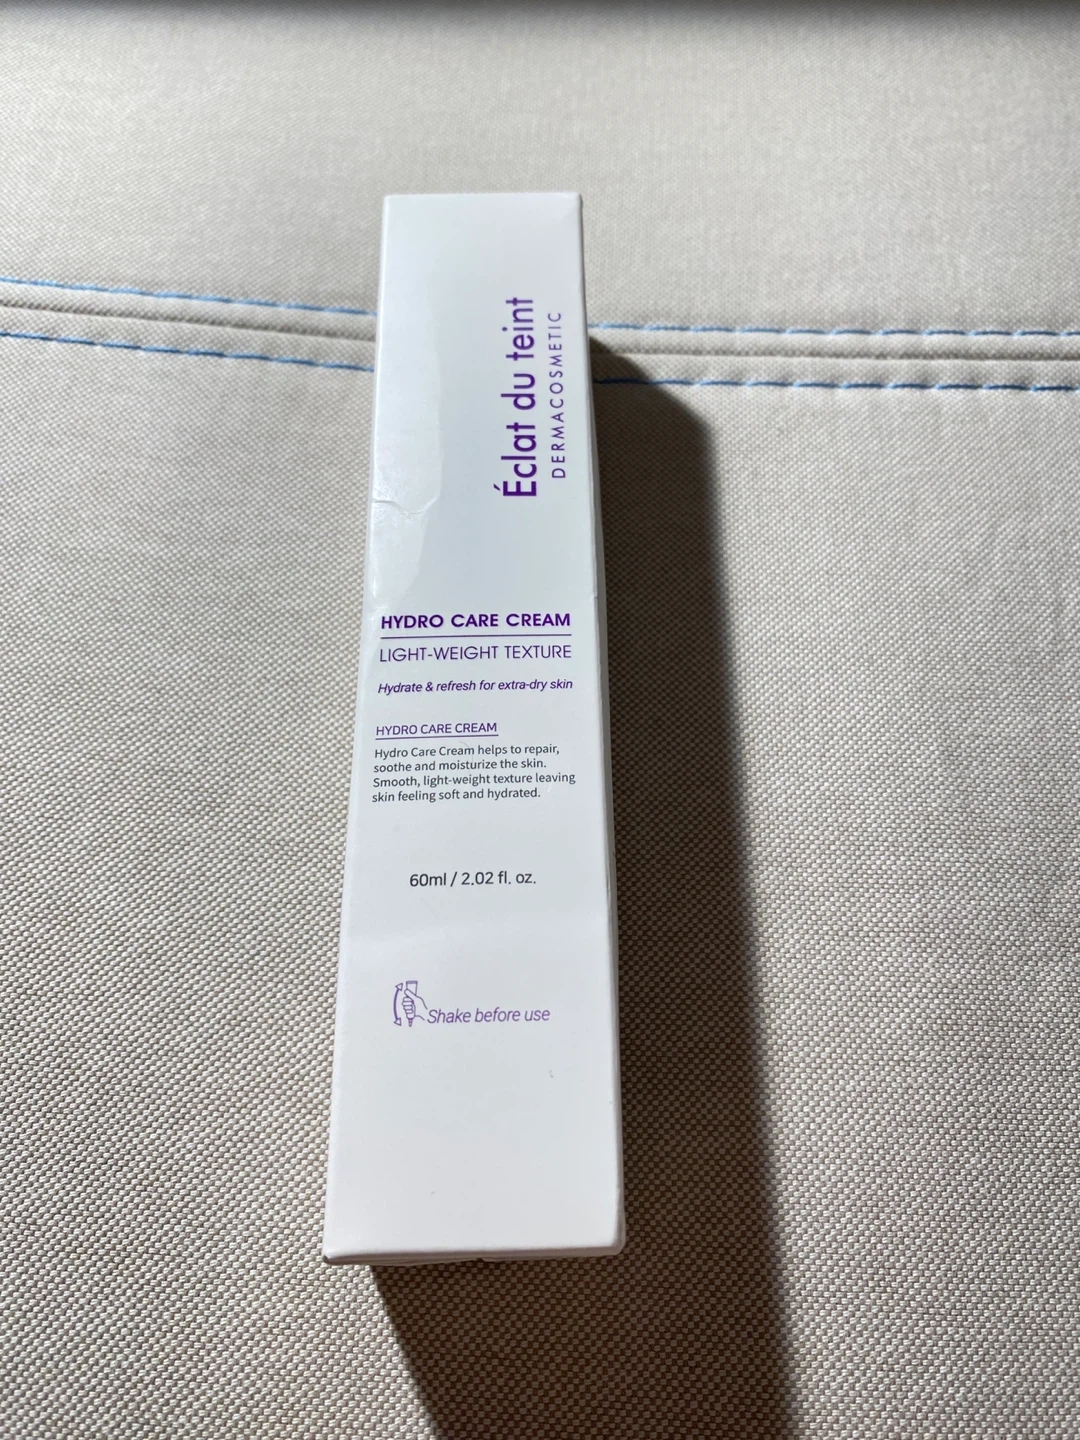 Éclat du teint
DERMACOSMETIC
HYDRO CARE CREAM
LIGHT-WEIGHT TEXTURE
Hydrate & refresh for extra-dry skin
HYDRO CARE CREAM
Hydro Care Cream helps to repair,
soothe and moisturize the skin.
Smooth, light-weight texture leaving
skin feeling soft and hydrated.
60ml / 2.02 fl. oz.
Shake before use